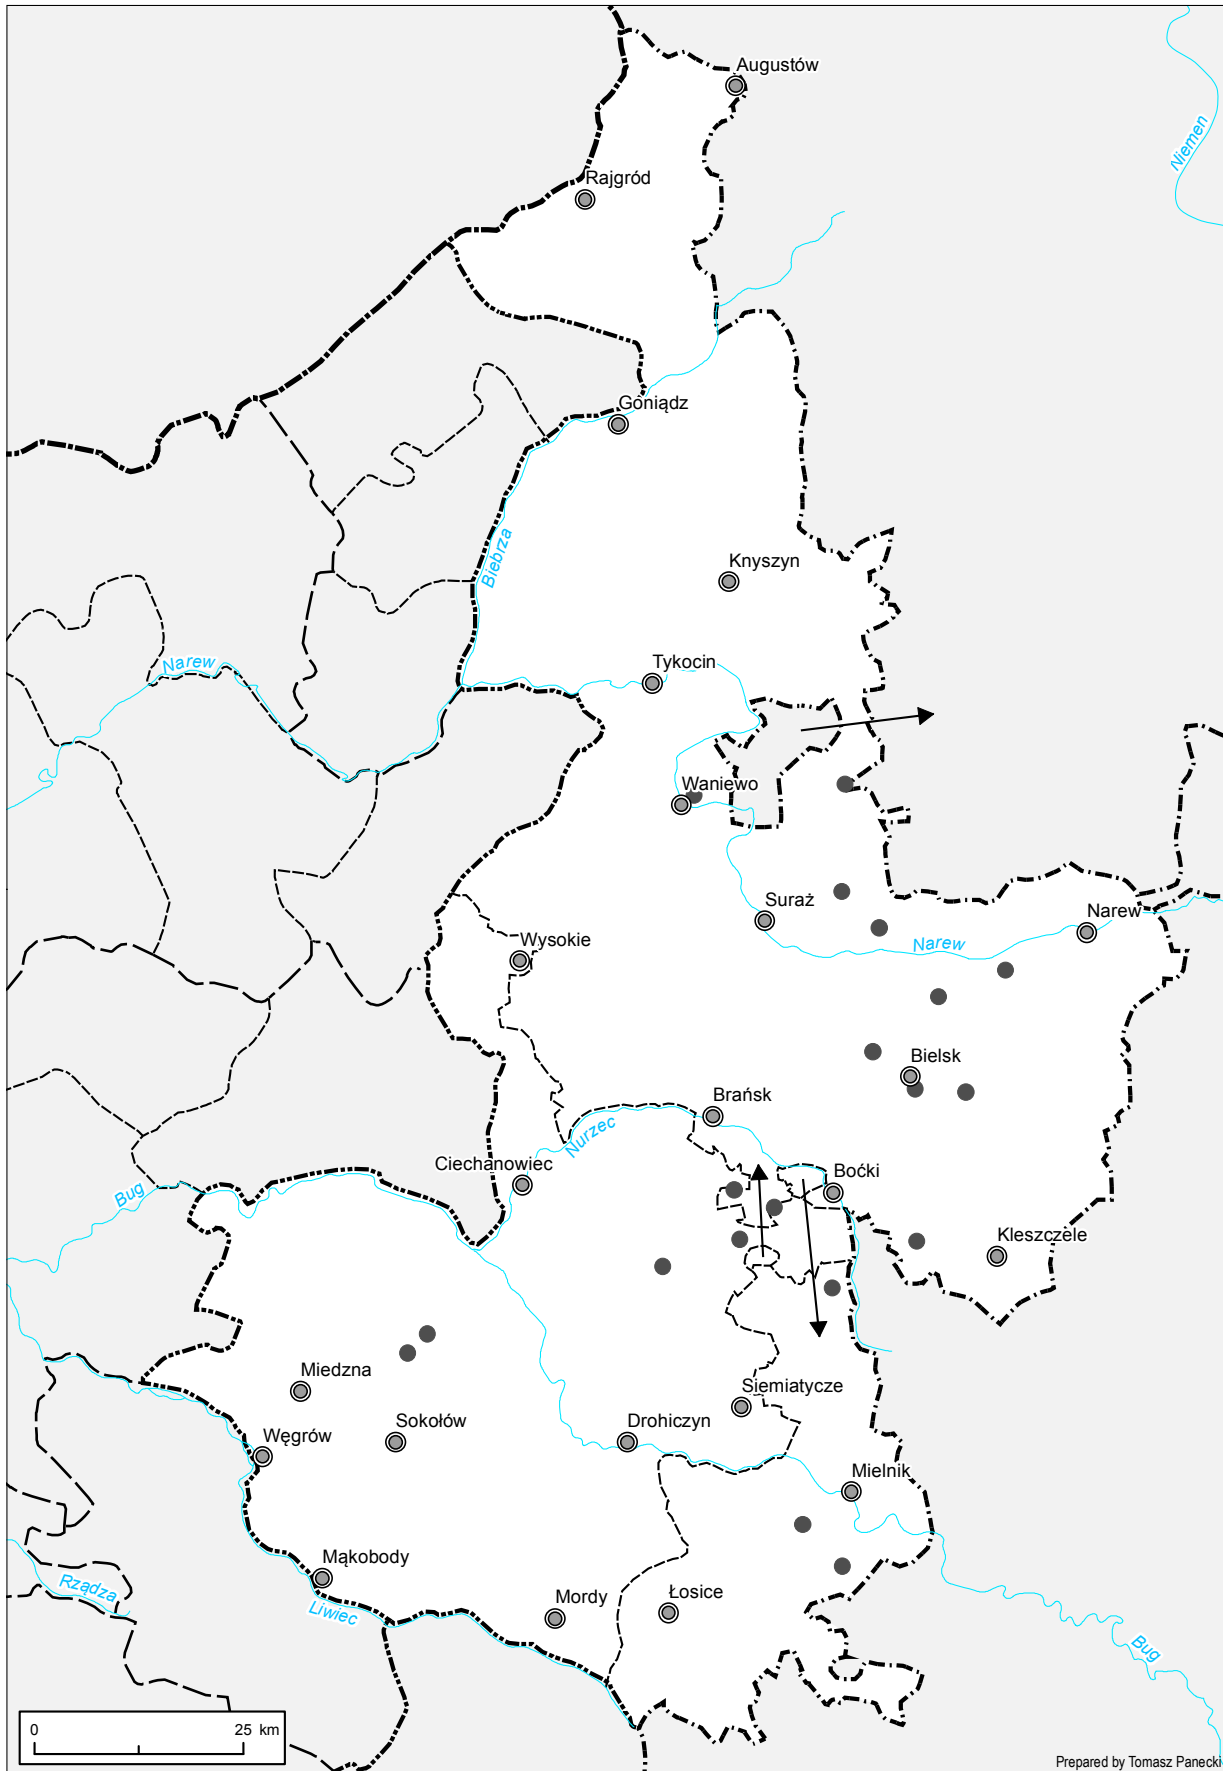 Augustów
Niemen
Rajgród
Goniądz
Biebrza
Knyszyn
Narew
Tykocin
Waniewo
Suraż
Narew
Narew
Wysokie
Bielsk
Brańsk
Nurzec
Ciechanowiec
Boćki
Bug
Kleszczele
Miedzna
Siemiatycze
Sokołów
Drohiczyn
Węgrów
Mielnik
Mąkobody
Rządza
Liwiec
Mordy
Łosice
Bug
0 25 km
Prepared by Tomasz Panecki